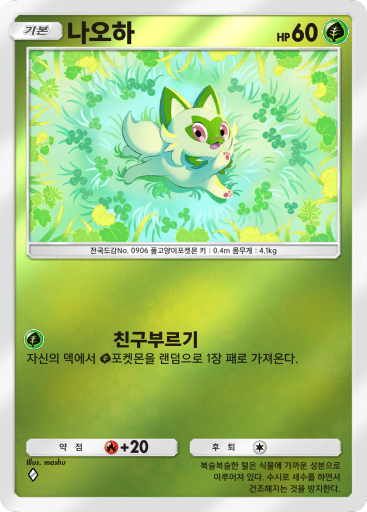 기본 나오하 HP 60
전국도감No. 0906 풀고양이포켓몬 키 : 0.4m 몸무게 : 4.1kg
친구부르기
자신의 덱에서 포켓몬을 랜덤으로 1장 패로 가져온다.
약점 +20 후퇴
Illus. mashu
복슬복슬한 털은 식물에 가까운 성분으로
이루어져 있다. 수시로 세수를 하면서
건조해지는 것을 방지한다.